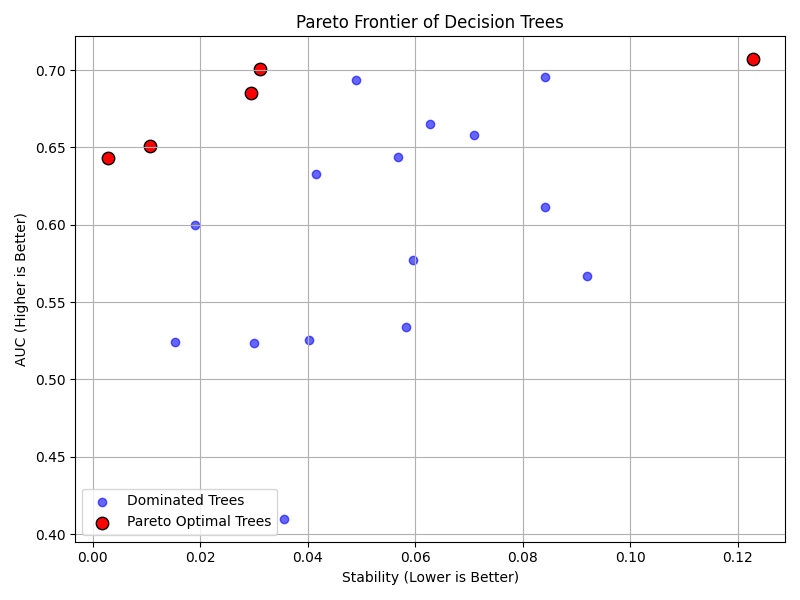 Pareto Frontier of Decision Trees
AUC (Higher is Better)
0.70
0.65
0.60
0.55
0.50
0.45
0.40
Dominated Trees
Pareto Optimal Trees
0.00 0.02 0.04 0.06 0.08 0.10 0.12
Stability (Lower is Better)